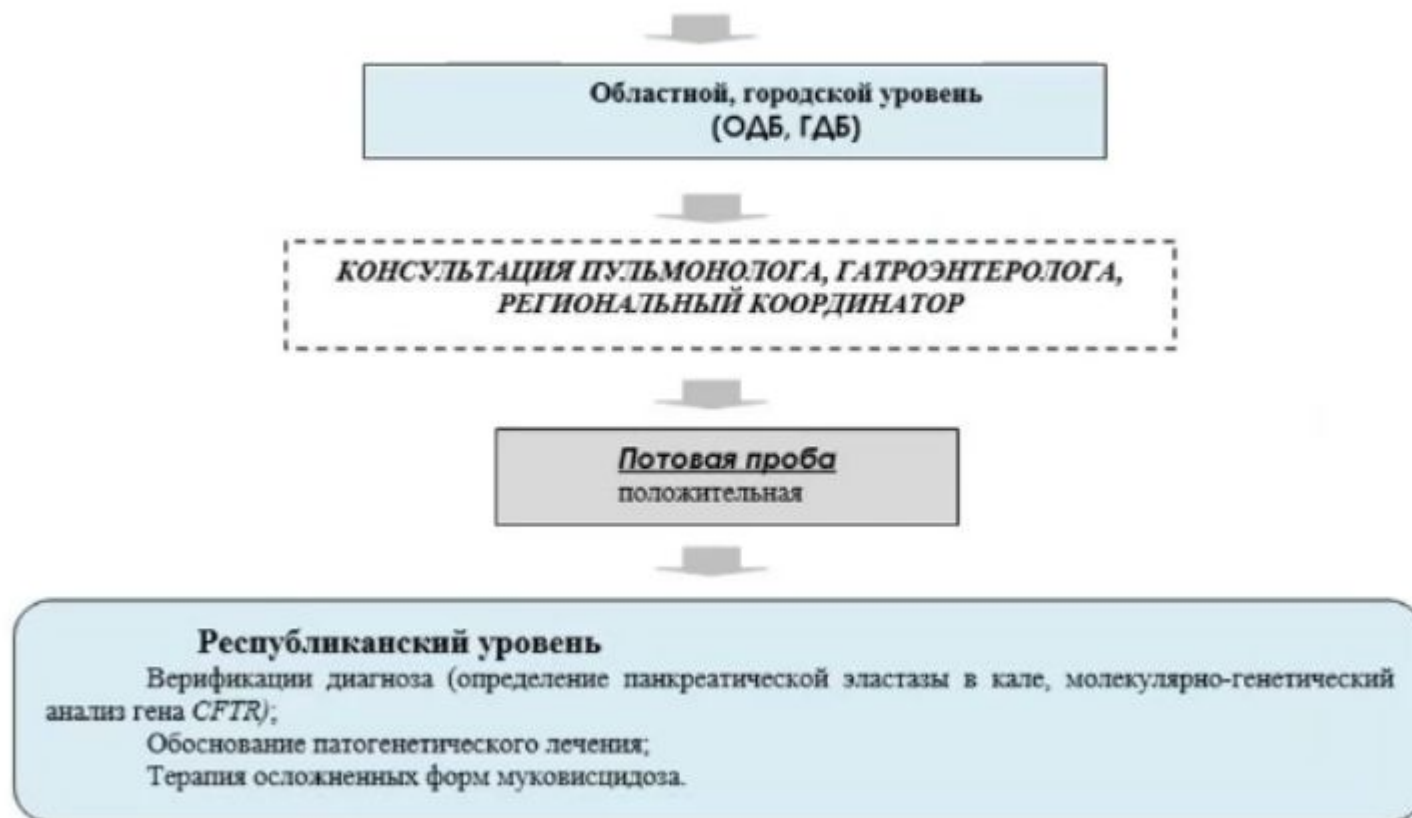 Областной, городской уровень
(ОДБ, ГДБ)
КОНСУЛЬТАЦИЯ ПУЛЬМОНОЛОГА, ГАТРОЭНТЕРОЛОГА,
РЕГИОНАЛЬНЫЙ КООРДИНАТОР
Потовая проба
положительная
Республиканский уровень
Верификации диагноза (определение панкреатической эластазы в кале, молекулярно-генетический
анализ гена CFTR);
Обоснование патогенетического лечения;
Терапия осложненных форм муковисцидоза.